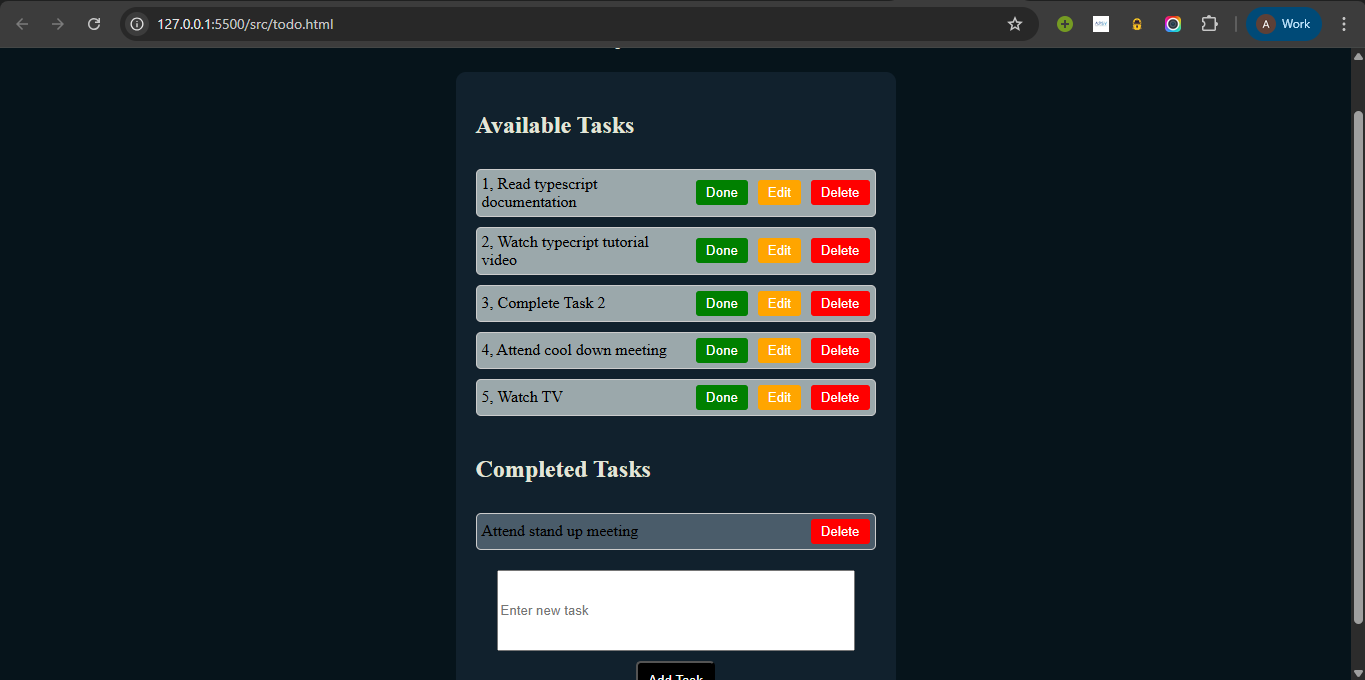 127.0.0.1:5500/src/todo.html
A Work
Available Tasks
1, Read typescript
documentation
Done Edit Delete
2, Watch typecript tutorial
video
Done Edit Delete
3, Complete Task 2 Done Edit Delete
4, Attend cool down meeting Done Edit Delete
5, Watch TV Done Edit Delete
Completed Tasks
Attend stand up meeting Delete
Enter new task
Add Task